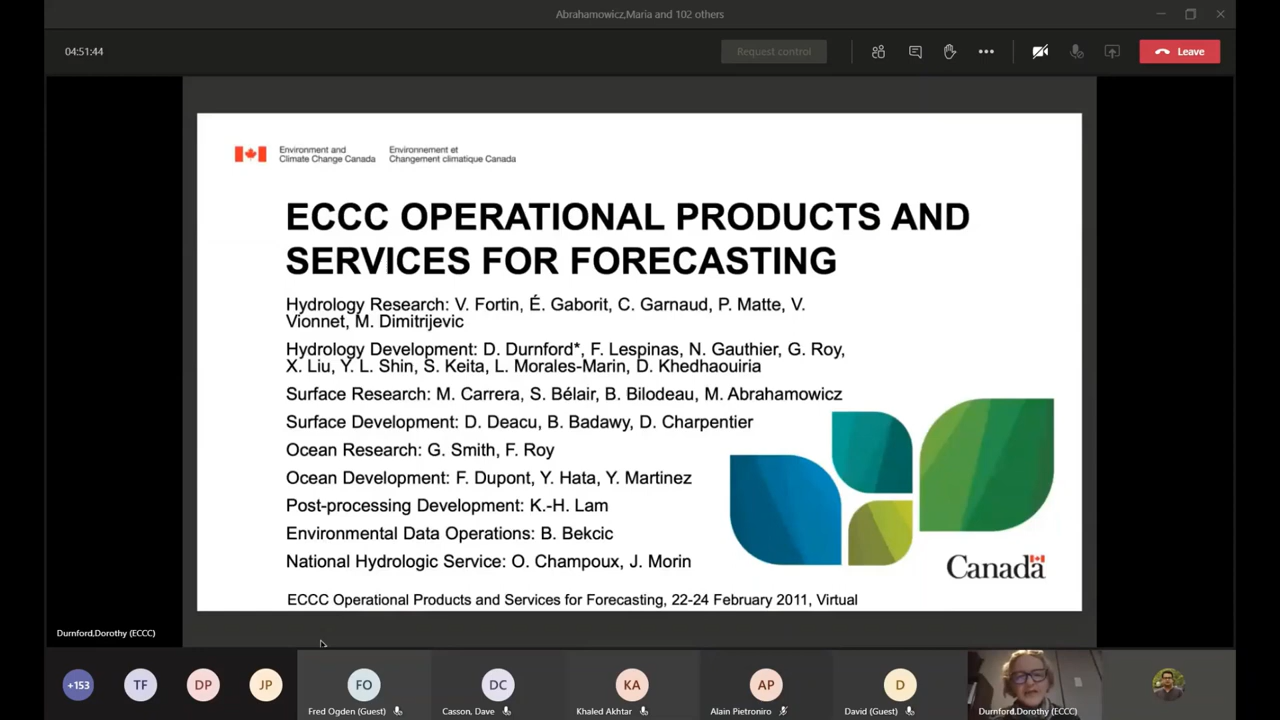 Abrahamowicz,Maria and 102 others
04:51:44
Request control
Leave
Environment and
Climate Change Canada
Environnement et
Changement climatique Canada
ECCC OPERATIONAL PRODUCTS AND
SERVICES FOR FORECASTING
Hydrology Research: V. Fortin, É. Gaborit, C. Garnaud, P. Matte, V.
Vionnet, M. Dimitrijevic
Hydrology Development: D. Durnford*, F. Lespinas, N. Gauthier, G. Roy,
X. Liu, Y. L. Shin, S. Keita, L. Morales-Marin, D. Khedhaouiria
Surface Research: M. Carrera, S. Bélair, B. Bilodeau, M. Abrahamowicz
Surface Development: D. Deacu, B. Badawy, D. Charpentier
Ocean Research: G. Smith, F. Roy
Ocean Development: F. Dupont, Y. Hata, Y. Martinez
Post-processing Development: K.-H. Lam
Environmental Data Operations: B. Bekcic
National Hydrologic Service: O. Champoux, J. Morin
Canada
ECCC Operational Products and Services for Forecasting, 22-24 February 2011, Virtual
Durnford,Dorothy (ECCC)
+153
TF
DP
JP
FO
DC
KA
AP
D
Fred Ogden (Guest)
Casson, Dave
Khaled Akhtar
Alain Pietroniro
David (Guest)
Durnford,Dorothy (ECCC)